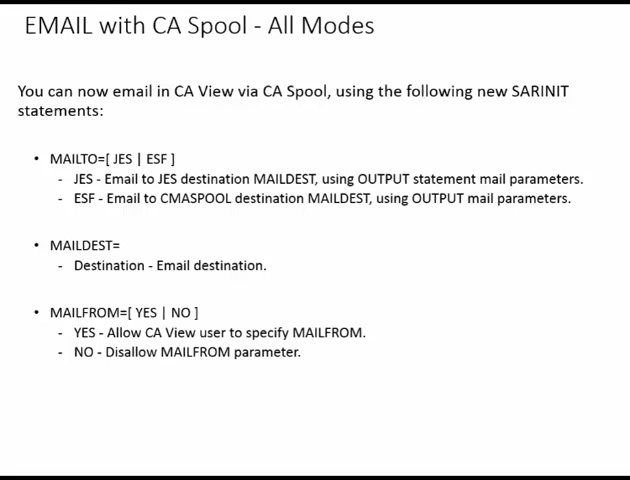 EMAIL with CA Spool - All Modes
You can now email in CA View via CA Spool, using the following new SARINIT
statements:
• MAILTO=[ JES | ESF ]
- JES - Email to JES destination MAILDEST, using OUTPUT statement mail parameters.
- ESF - Email to CMASPOOL destination MAILDEST, using OUTPUT mail parameters.
• MAILDEST=
- Destination - Email destination.
• MAILFROM=[ YES | NO ]
- YES - Allow CA View user to specify MAILFROM.
- NO - Disallow MAILFROM parameter.